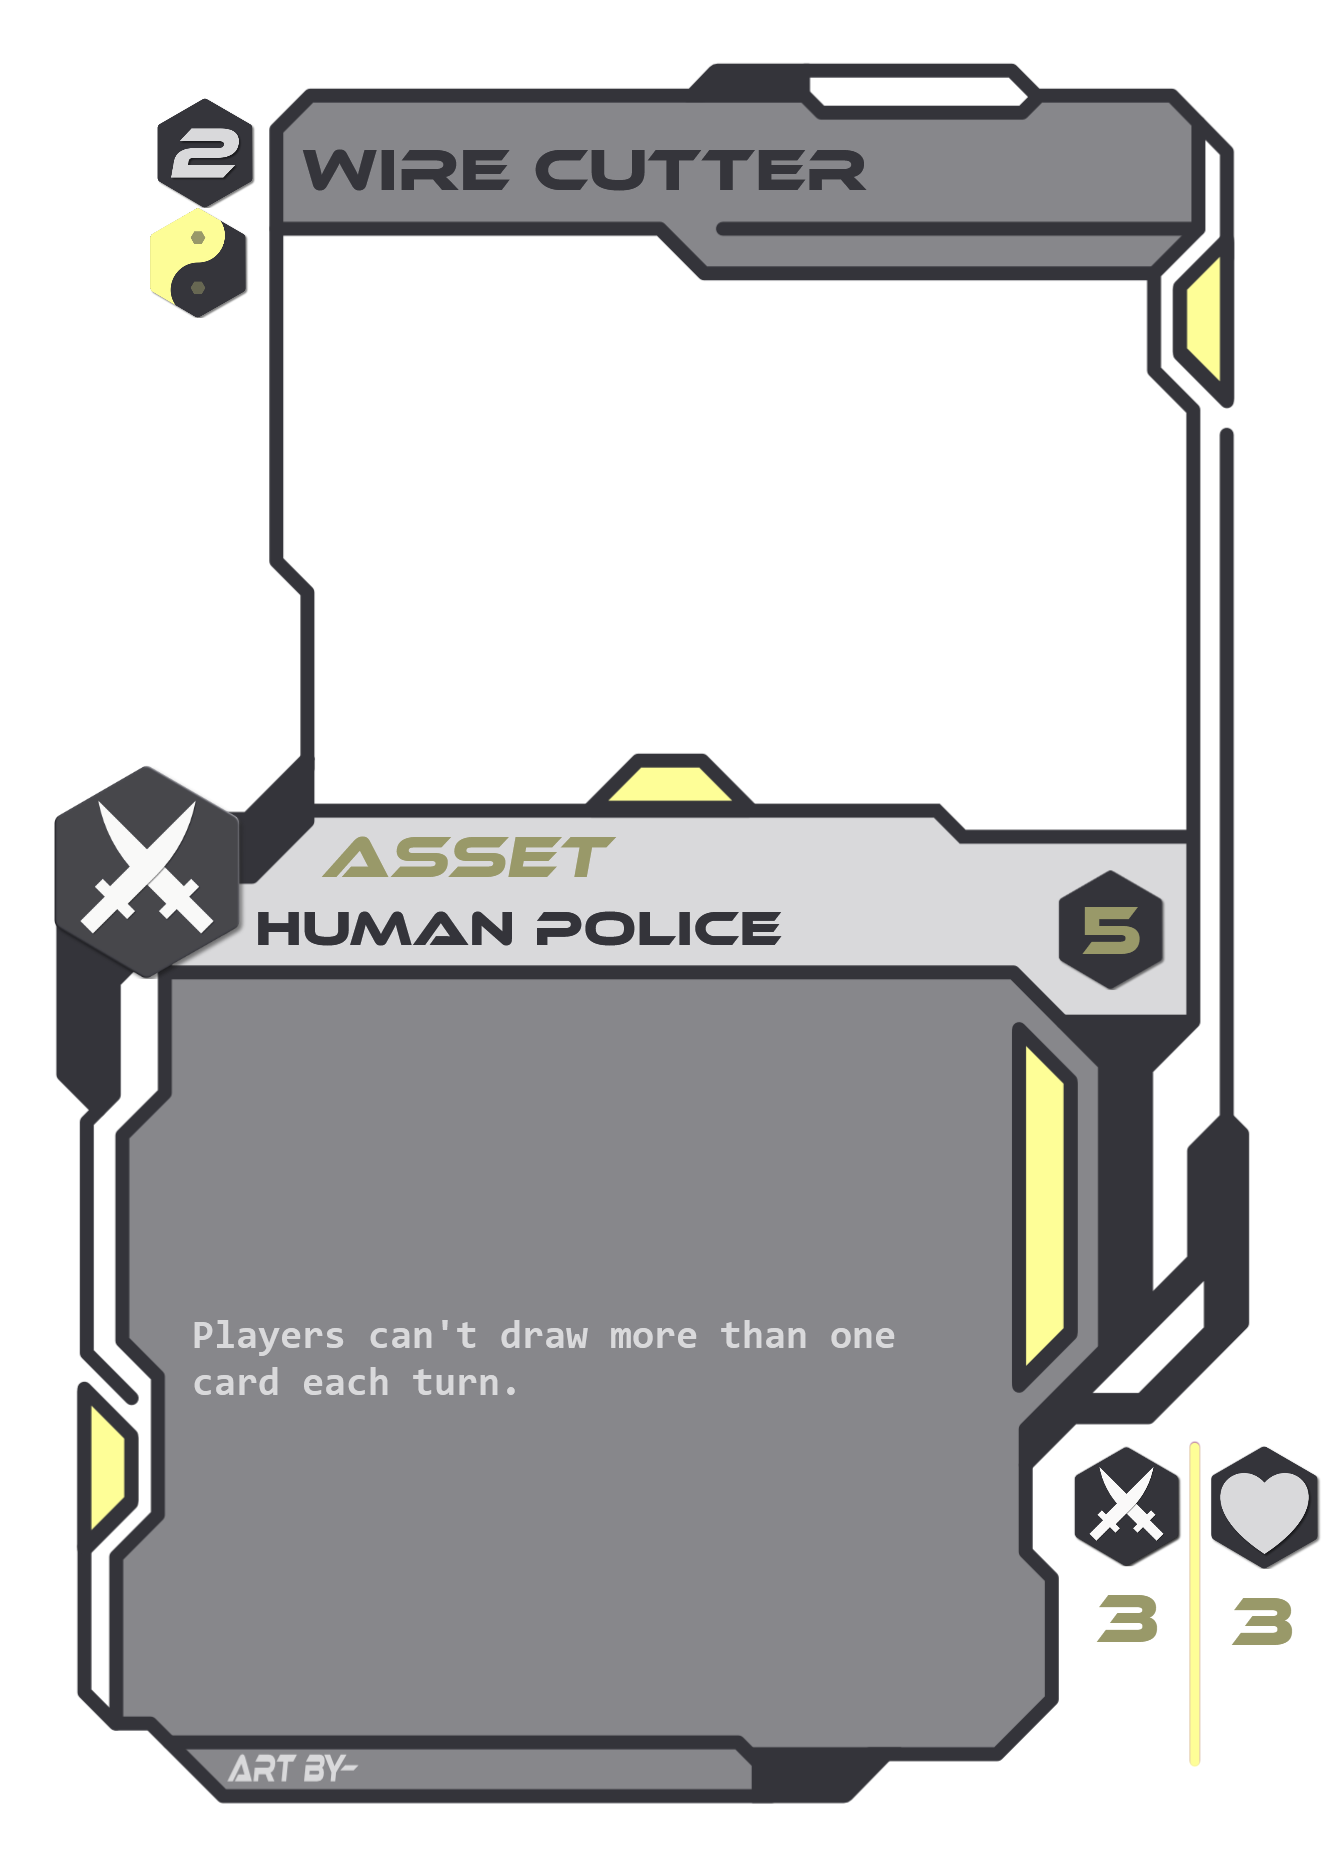 2
WIRE CUTTER
ASSET
HUMAN POLICE
5
Players can't draw more than one
card each turn.
3
3
ART BY-